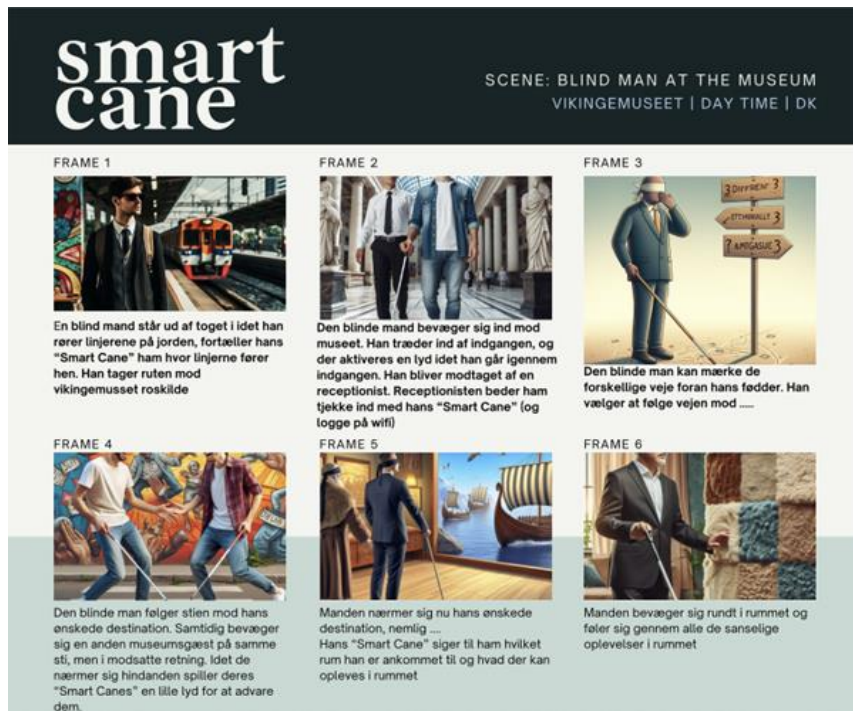 smart
cane
SCENE: BLIND MAN AT THE MUSEUM
VIKINGEMUSEET | DAY TIME | DK
FRAME 1
En blind mand står ud af toget i idet han
rører linjerene på jorden, fortæller hans
“Smart Cane” ham hvor linjerne fører
hen. Han tager ruten mod
vikingemusset roskilde
FRAME 2
Den blinde mand bevæger sig ind mod
museet. Han træder ind af indgangen, og
der aktiveres en lyd idet han går igennem
indgangen. Han bliver modtaget af en
receptionist. Receptionisten beder ham
tjekke ind med hans “Smart Cane” (og
logge på wifi)
FRAME 3
3 DIFFRENT 3
3
3
Den blinde man kan mærke de
forskellige veje foran hans fødder. Han
vælger at følge vejen mod .....
FRAME 4
Den blinde man følger stien mod hans
ønskede destination. Samtidig bevæger
sig en anden museumsgæst på samme
sti, men i modsatte retning. Idet de
nærmer sig hindanden spiller deres
“Smart Canes” en lille lyd for at advare
dem.
FRAME 5
Manden nærmer sig nu hans ønskede
destination, nemlig ....
Hans “Smart Cane” siger til ham hvilket
rum han er ankommet til og hvad der kan
opleves i rummet
FRAME 6
Manden bevæger sig rundt i rummet og
føler sig gennem alle de sanselige
oplevelser i rummet